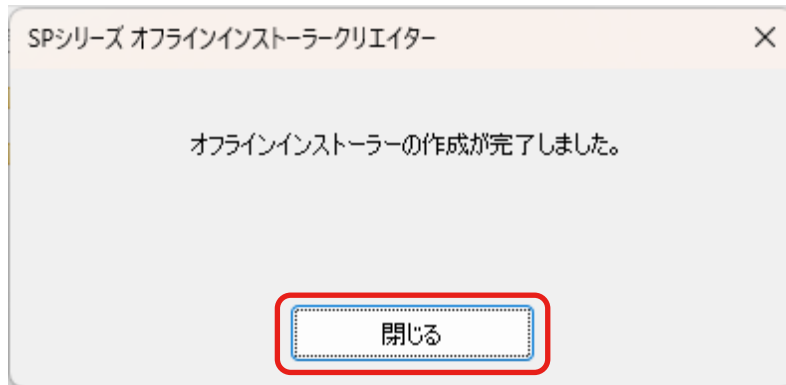 SPシリーズ オフラインインストーラークリエイター
オフラインインストーラーの作成が完了しました。
閉じる